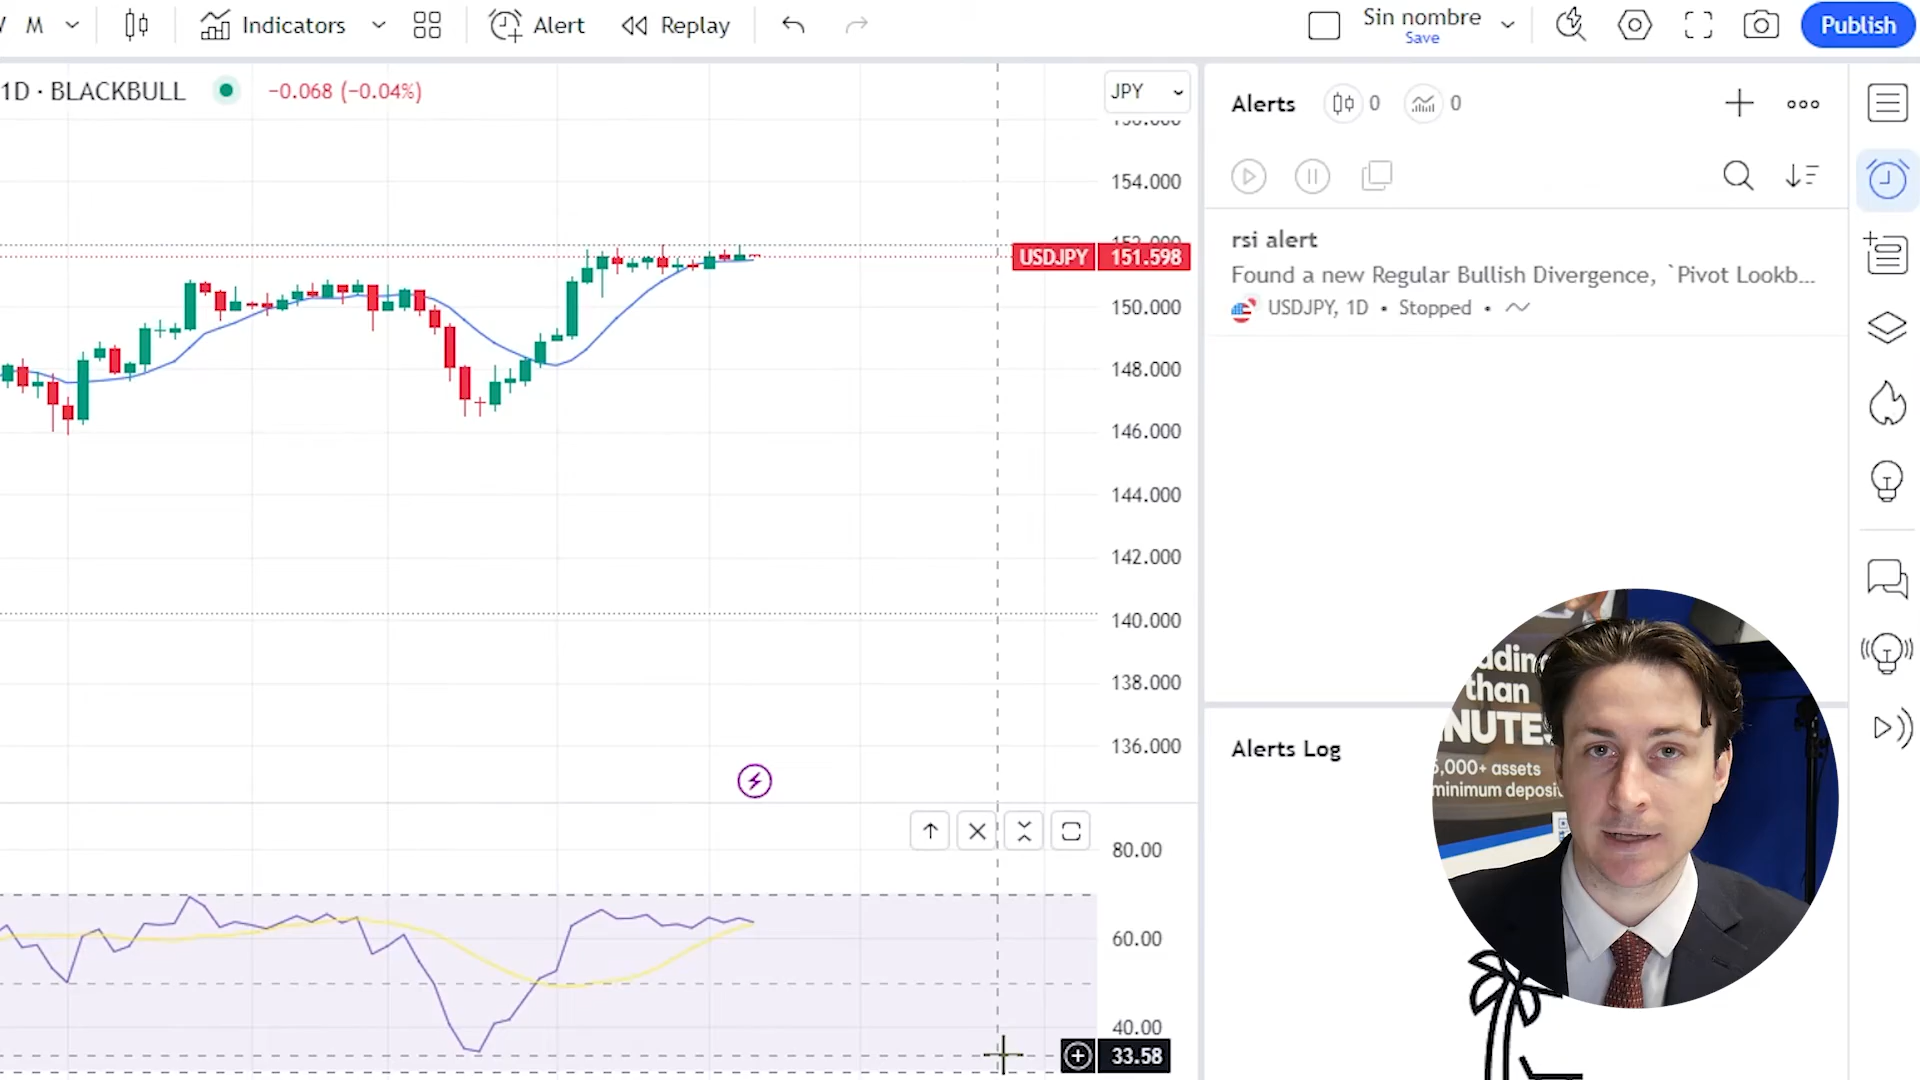 M
Indicators
Alert
Replay
Sin nombre
Save
Publish
1D · BLACKBULL
−0.068 (−0.04%)
JPY
154.000
USDJPY 151.598
150.000
148.000
146.000
144.000
142.000
140.000
138.000
136.000
80.00
60.00
40.00
33.58
Alerts
0
0
rsi alert
Found a new Regular Bullish Divergence, `Pivot Lookb...
USDJPY, 1D • Stopped •
Alerts Log
than
+ assets
minimum